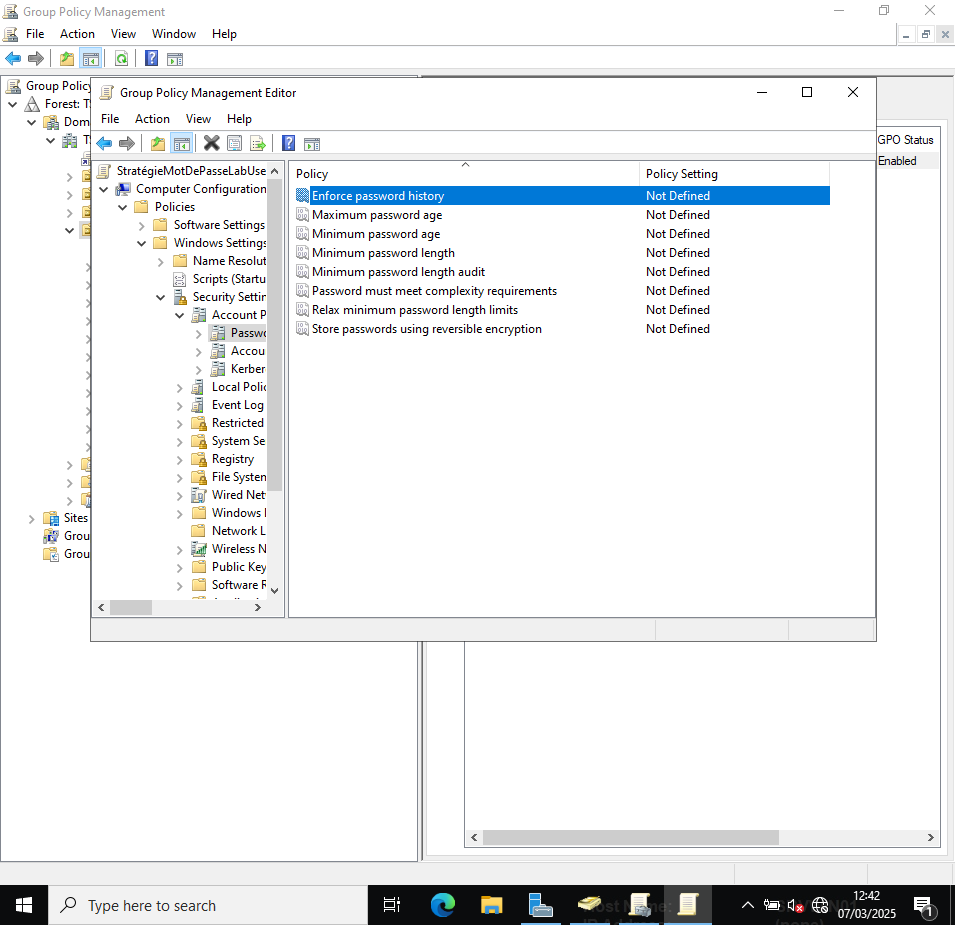 Group Policy Management
File Action View Window Help
Group Policy
Forest: T
Dom
Sites
Grou
Grou
GPO Status
Enabled
Group Policy Management Editor
File Action View Help
StratégieMotDePasseLabUse
Computer Configuration
Policies
Software Settings
Windows Settings
Name Resolut
Scripts (Startu
Security Settin
Account P
Passwo
Accou
Kerber
Local Polic
Event Log
Restricted
System Se
Registry
File System
Wired Net
Windows
Network L
Wireless N
Public Key
Software R
Policy Policy Setting
Enforce password history Not Defined
Maximum password age Not Defined
Minimum password age Not Defined
Minimum password length Not Defined
Minimum password length audit Not Defined
Password must meet complexity requirements Not Defined
Relax minimum password length limits Not Defined
Store passwords using reversible encryption Not Defined
Type here to search
12:42
07/03/2025
1